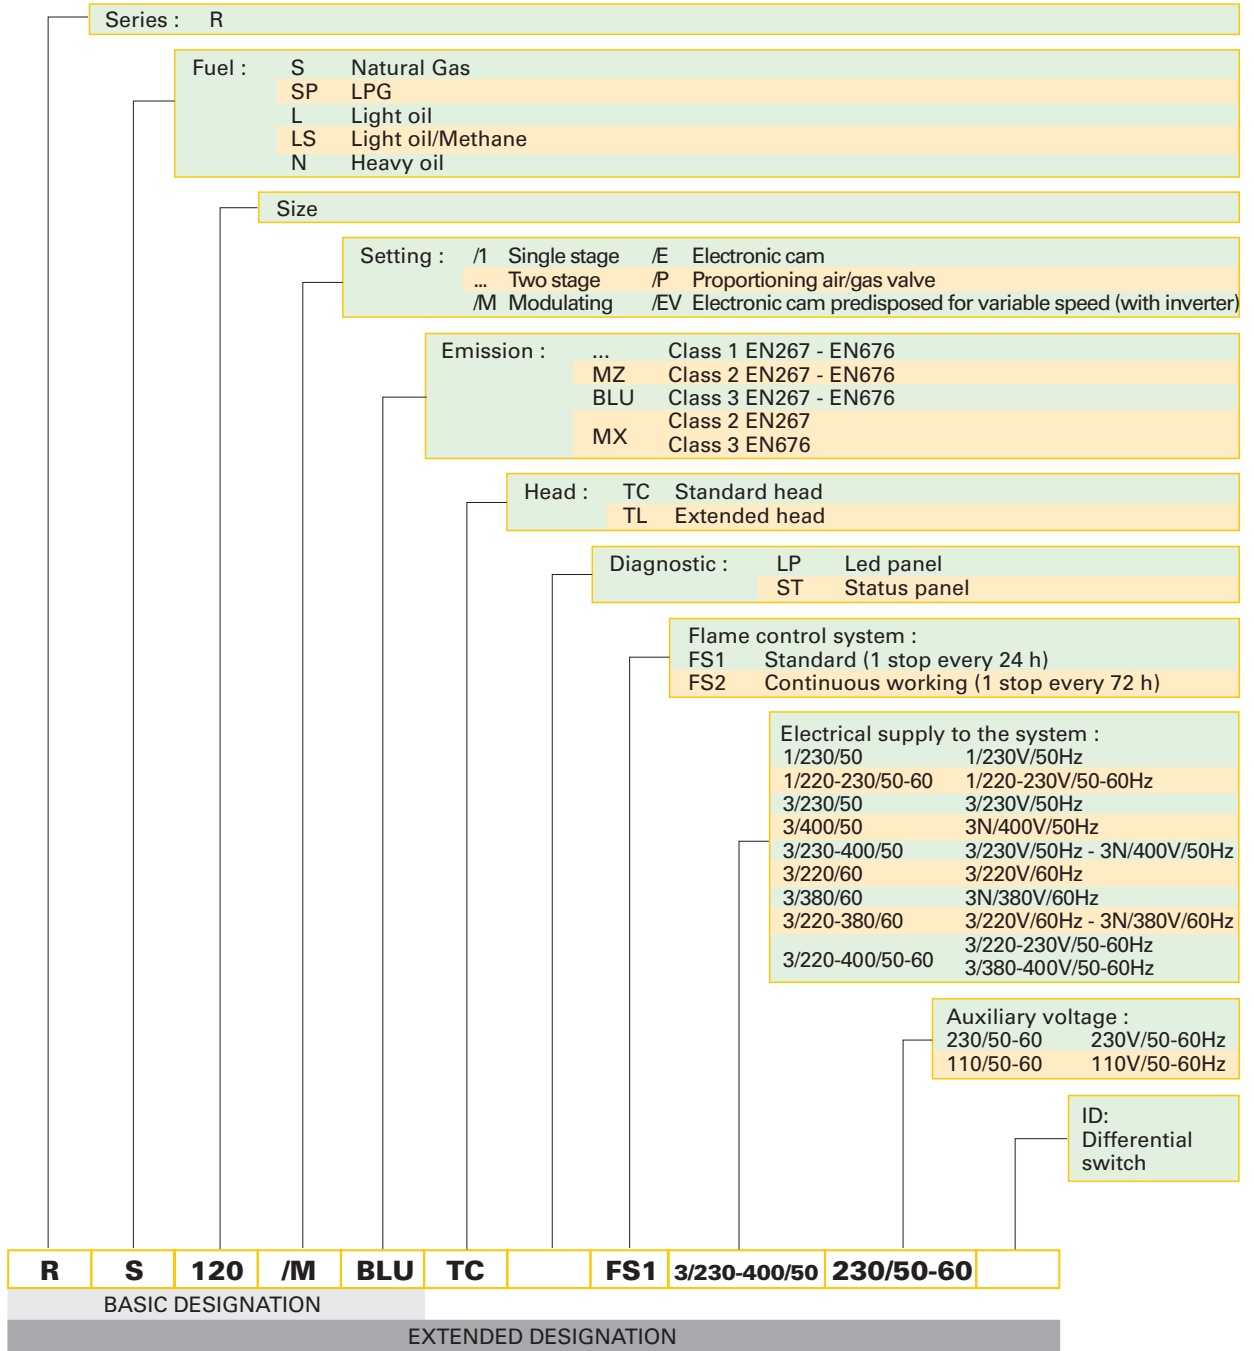 Series : R
Fuel : S Natural Gas
SP LPG
L Light oil
LS Light oil/Methane
N Heavy oil
Size
Setting : /1 Single stage /E Electronic cam
... Two stage /P Proportioning air/gas valve
/M Modulating /EV Electronic cam predisposed for variable speed (with inverter)
Emission : ... Class 1 EN267 - EN676
MZ Class 2 EN267 - EN676
BLU Class 3 EN267 - EN676
MX Class 2 EN267
Class 3 EN676
Head : TC Standard head
TL Extended head
Diagnostic : LP Led panel
ST Status panel
Flame control system :
FS1 Standard (1 stop every 24 h)
FS2 Continuous working (1 stop every 72 h)
Electrical supply to the system :
1/230/50 1/230V/50Hz
1/220-230/50-60 1/220-230V/50-60Hz
3/230/50 3/230V/50Hz
3/400/50 3N/400V/50Hz
3/230-400/50 3/230V/50Hz - 3N/400V/50Hz
3/220/60 3/220V/60Hz
3/380/60 3N/380V/60Hz
3/220-380/60 3/220V/60Hz - 3N/380V/60Hz
3/220-400/50-60 3/220-230V/50-60Hz
3/380-400V/50-60Hz
Auxiliary voltage :
230/50-60 230V/50-60Hz
110/50-60 110V/50-60Hz
ID:
Differential
switch
R S 120 /M BLU TC FS1 3/230-400/50 230/50-60
BASIC DESIGNATION
EXTENDED DESIGNATION